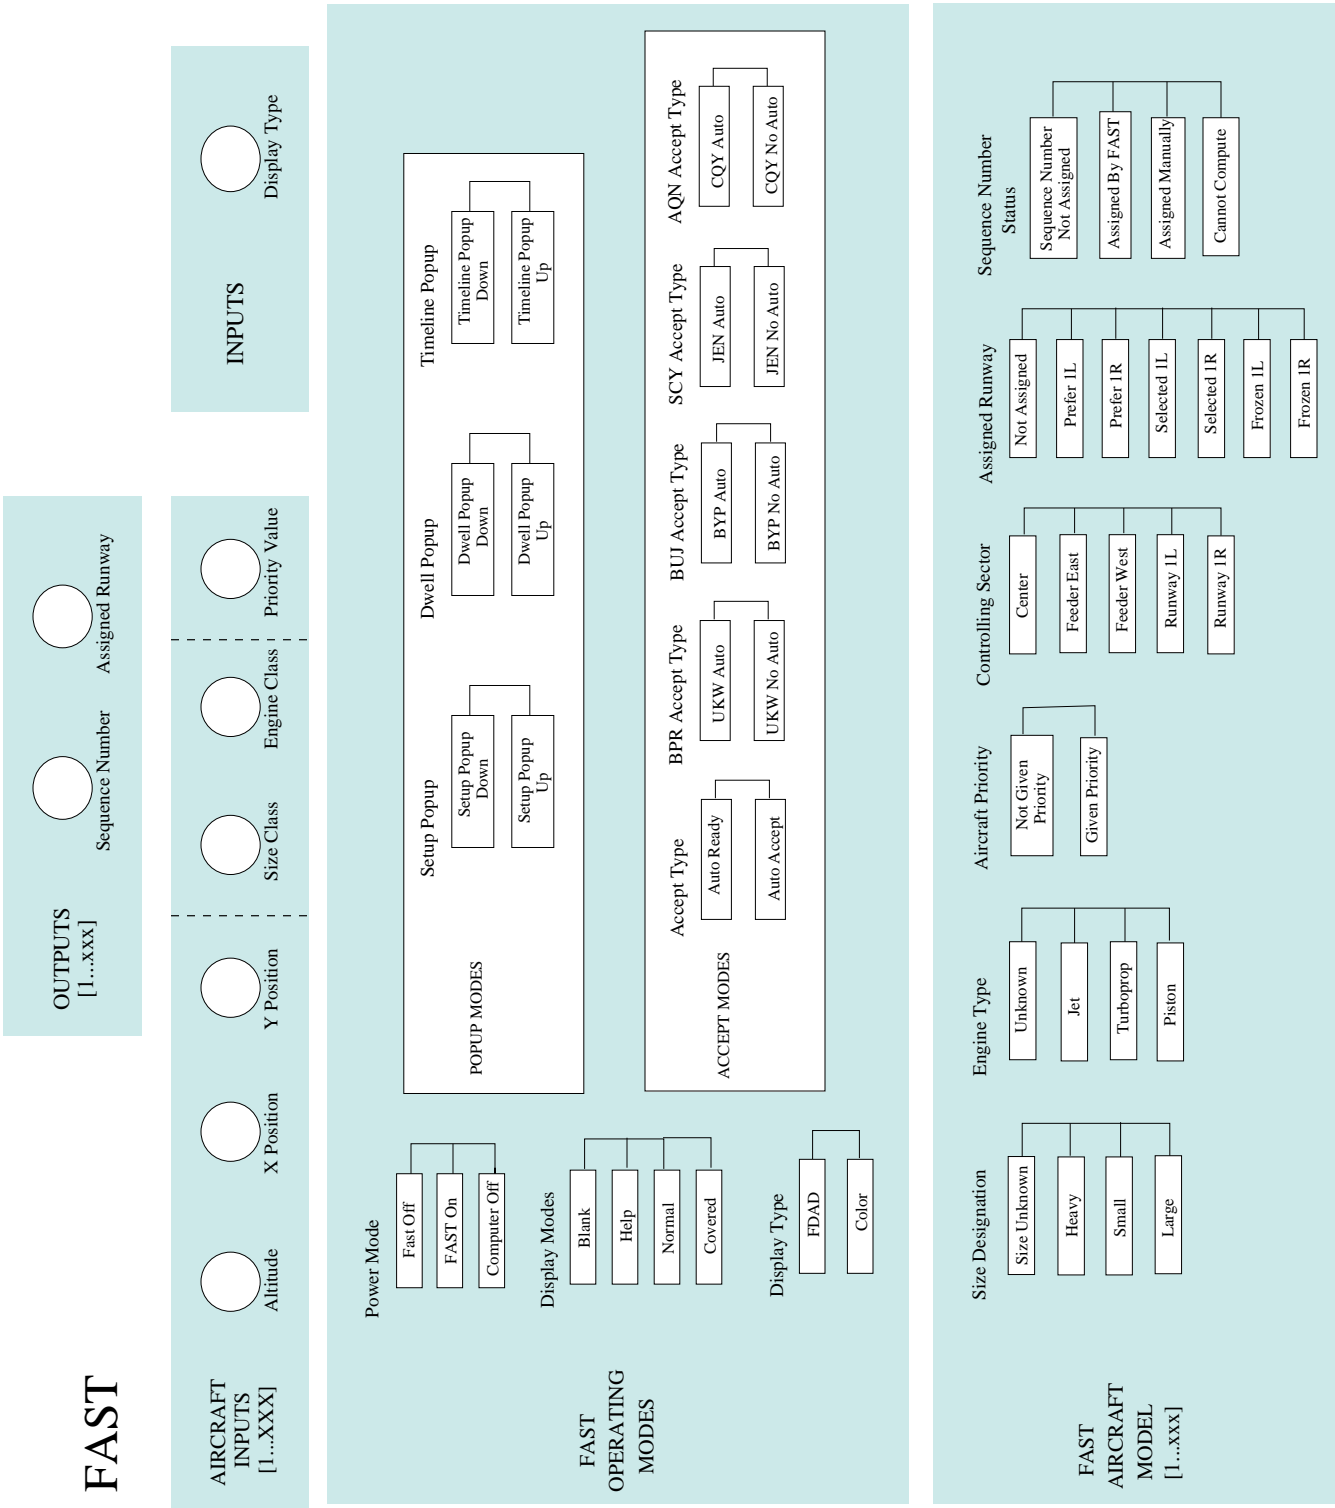 FAST
OUTPUTS
[1...xxx]
Sequence Number
Assigned Runway
AIRCRAFT
INPUTS
[1...XXX]
Altitude
X Position
Y Position
Size Class
Engine Class
Priority Value
INPUTS
Display Type
FAST
OPERATING
MODES
Power Mode
Fast Off
FAST On
Computer Off
Display Modes
Blank
Help
Normal
Covered
Display Type
FDAD
Color
POPUP MODES
Setup Popup
Setup Popup
Down
Setup Popup
Up
Dwell Popup
Dwell Popup
Down
Dwell Popup
Up
Timeline Popup
Timeline Popup
Down
Timeline Popup
Up
ACCEPT MODES
Accept Type
Auto Ready
Auto Accept
BPR Accept Type
UKW Auto
UKW No Auto
BUJ Accept Type
BYP Auto
BYP No Auto
SCY Accept Type
JEN Auto
JEN No Auto
AQN Accept Type
CQY Auto
CQY No Auto
FAST
AIRCRAFT
MODEL
[1...xxx]
Size Designation
Size Unknown
Heavy
Small
Large
Engine Type
Unknown
Jet
Turboprop
Piston
Aircraft Priority
Not Given
Priority
Given Priority
Controlling Sector
Center
Feeder East
Feeder West
Runway 1L
Runway 1R
Assigned Runway
Not Assigned
Prefer 1L
Prefer 1R
Selected 1L
Selected 1R
Frozen 1L
Frozen 1R
Sequence Number
Status
Sequence Number
Not Assigned
Assigned By FAST
Assigned Manually
Cannot Compute